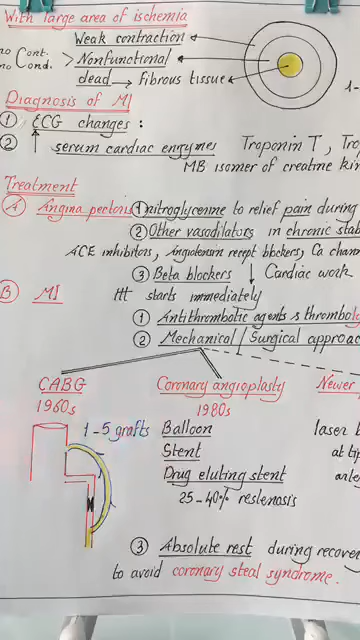 With large area of ischemia
Weak contraction
no Cont. > Nonfunctional
no Cond.
dead → Fibrous tissue
1-
Diagnosis of MI
① ECG changes:
② ↑ serum cardiac enzymes Troponin T,
MB isomer of creatine
Treatment
Ⓐ Angina pectoris ① nitroglycerine to relief pain during
② Other vasodilators in chronic
ACE inhibitors, Angiotensin recept blockers, Ca
③ Beta blockers ↓ Cardiac work
Ⓑ MI ttt starts immediately
① Antithrombotic agents &
② Mechanical / Surgical
CABG Coronary angioplasty Newer
1960s 1980s
1-5 grafts Balloon laser
Stent at
Drug eluting stent
25-40% restenosis
③ Absolute rest during
to avoid coronary steal syndrome.